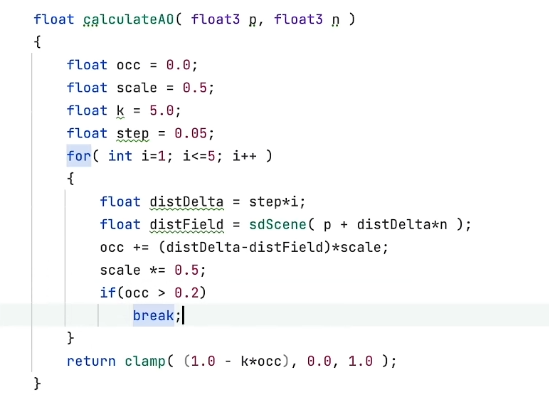 float calculateAO( float3 p, float3 n )
{
    float occ = 0.0;
    float scale = 0.5;
    float k = 5.0;
    float step = 0.05;
    for( int i=1; i<=5; i++ )
    {
        float distDelta = step*i;
        float distField = sdScene( p + distDelta*n );
        occ += (distDelta-distField)*scale;
        scale *= 0.5;
        if(occ > 0.2)
            break;
    }
    return clamp( (1.0 - k*occ), 0.0, 1.0 );
}